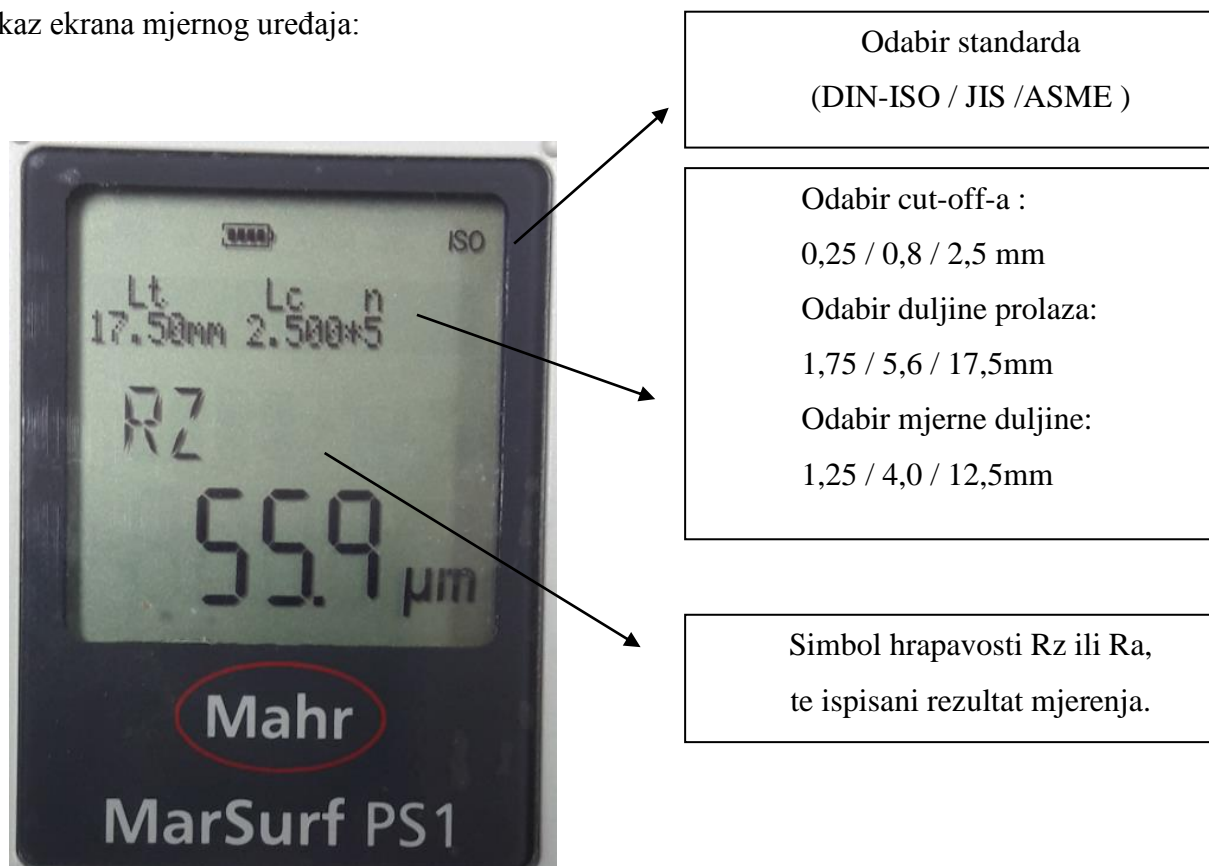 kaz ekrana mjernog uređaja:
Odabir standarda
(DIN-ISO / JIS /ASME )
Odabir cut-off-a :
0,25 / 0,8 / 2,5 mm
Odabir duljine prolaza:
1,75 / 5,6 / 17,5mm
Odabir mjerne duljine:
1,25 / 4,0 / 12,5mm
Simbol hrapavosti Rz ili Ra,
te ispisani rezultat mjerenja.
ISO
Lt Lc n
17.50mm 2.500*5
RZ
55.9 µm
Mahr
MarSurf PS1